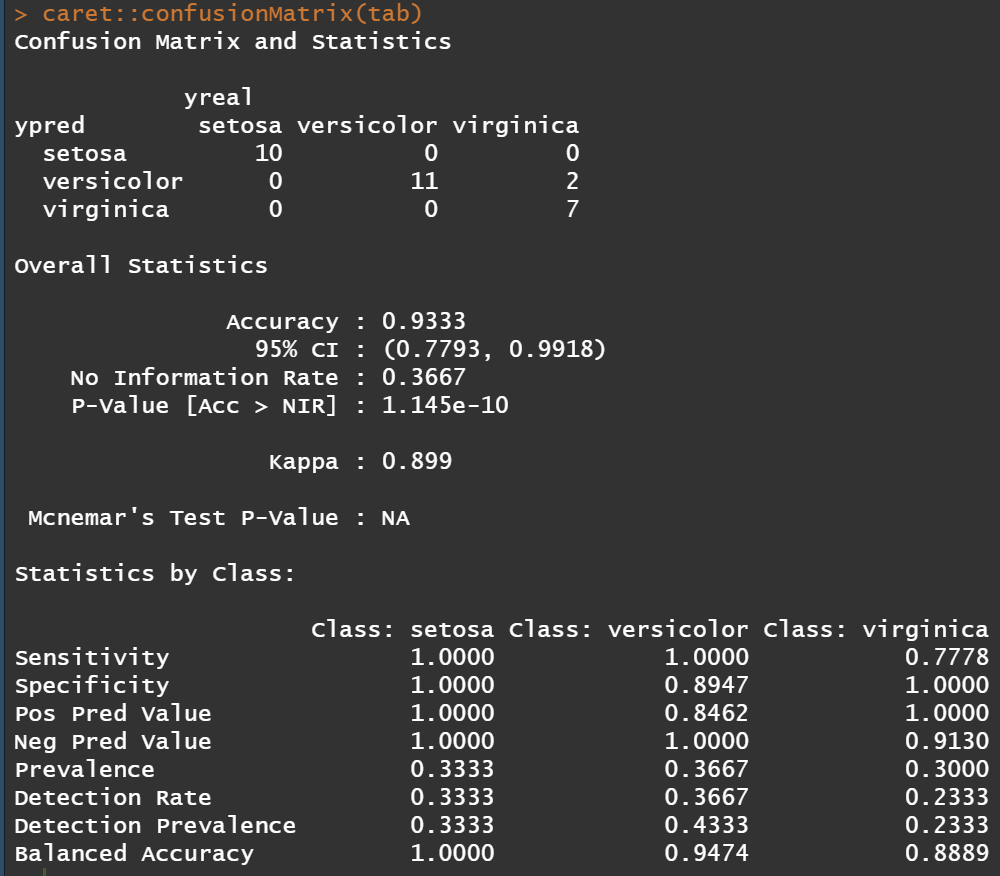 > caret::confusionMatrix(tab)
Confusion Matrix and Statistics
yreal
ypred setosa versicolor virginica
setosa 10 0 0
versicolor 0 11 2
virginica 0 0 7
Overall Statistics
Accuracy : 0.9333
95% CI : (0.7793, 0.9918)
No Information Rate : 0.3667
P-Value [Acc > NIR] : 1.145e-10
Kappa : 0.899
Mcnemar's Test P-Value : NA
Statistics by Class:
Class: setosa Class: versicolor Class: virginica
Sensitivity 1.0000 1.0000 0.7778
Specificity 1.0000 0.8947 1.0000
Pos Pred Value 1.0000 0.8462 1.0000
Neg Pred Value 1.0000 1.0000 0.9130
Prevalence 0.3333 0.3667 0.3000
Detection Rate 0.3333 0.3667 0.2333
Detection Prevalence 0.3333 0.4333 0.2333
Balanced Accuracy 1.0000 0.9474 0.8889